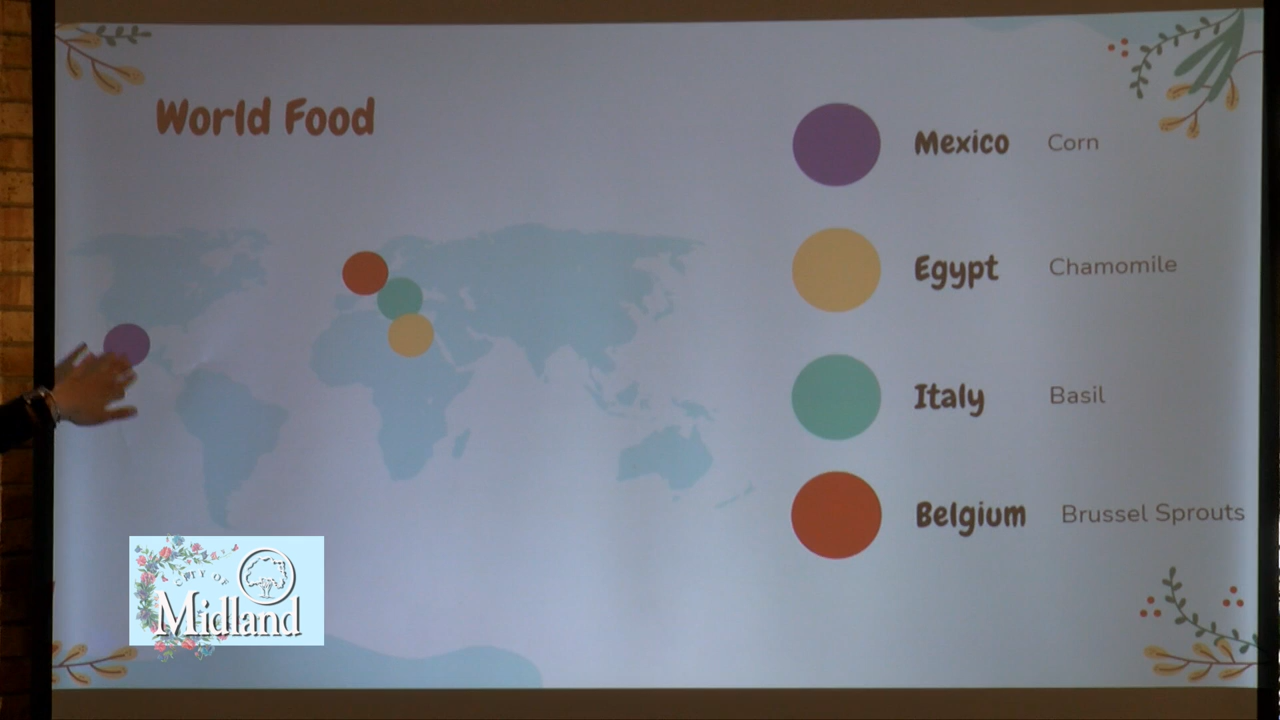 World Food
Mexico Corn
Egypt Chamomile
Italy Basil
Belgium Brussel Sprouts
CITY OF
Midland